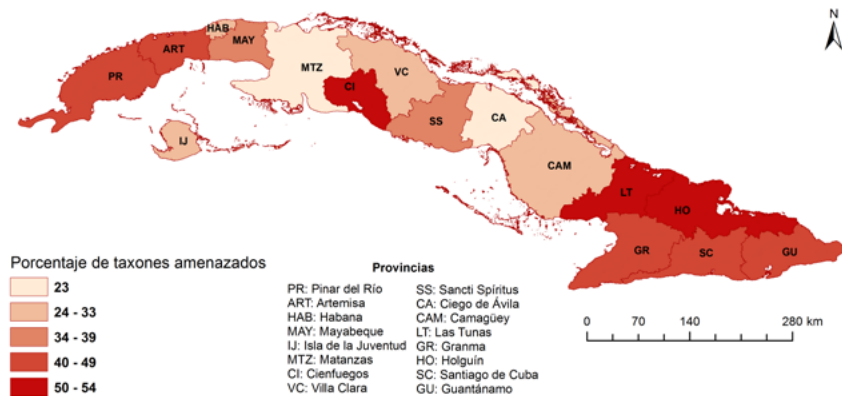 N
HAB
MAY
ART
PR
MTZ
VC
CI
IJ
SS
CA
CAM
LT
HO
GR
SC
GU
Porcentaje de taxones amenazados
23
24 - 33
34 - 39
40 - 49
50 - 54
Provincias
PR: Pinar del Río
ART: Artemisa
HAB: Habana
MAY: Mayabeque
IJ: Isla de la Juventud
MTZ: Matanzas
CI: Cienfuegos
VC: Villa Clara
SS: Sancti Spíritus
CA: Ciego de Ávila
CAM: Camagüey
LT: Las Tunas
GR: Granma
HO: Holguín
SC: Santiago de Cuba
GU: Guantánamo
0 70 140 280 km